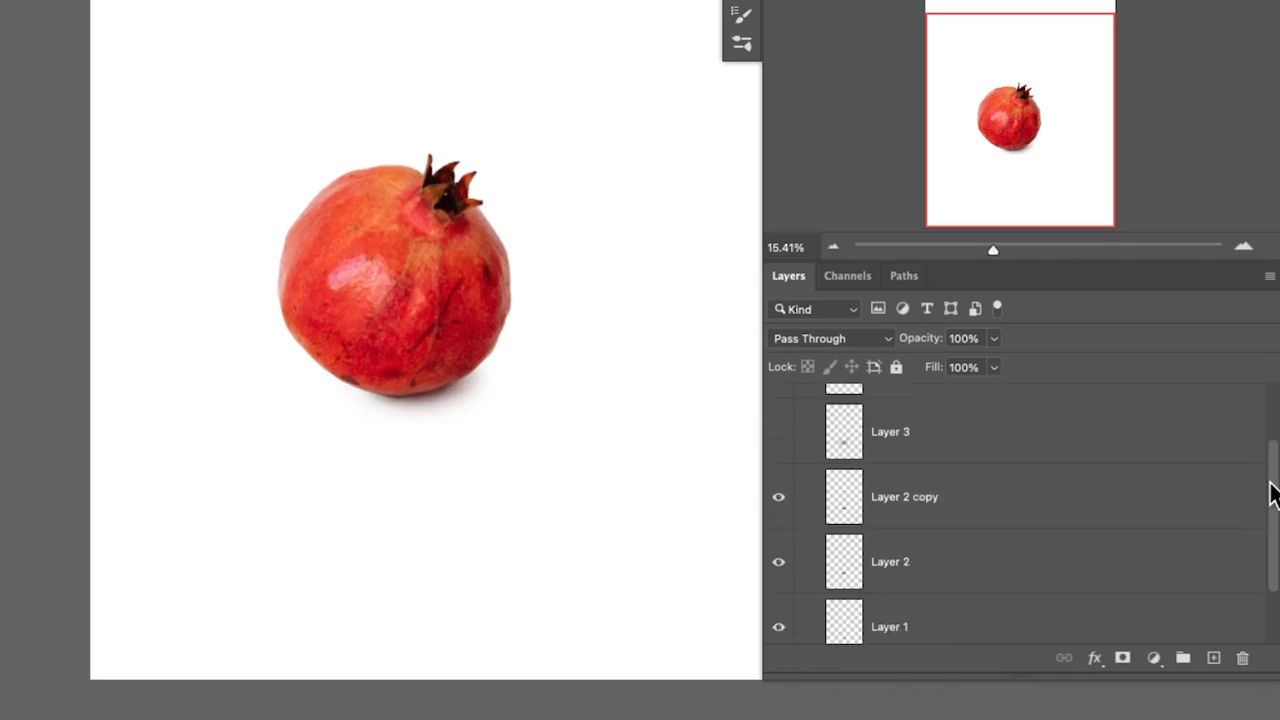 15.41%
Layers Channels Paths
Kind
Pass Through Opacity: 100%
Lock: Fill: 100%
Layer 3
Layer 2 copy
Layer 2
Layer 1
fx